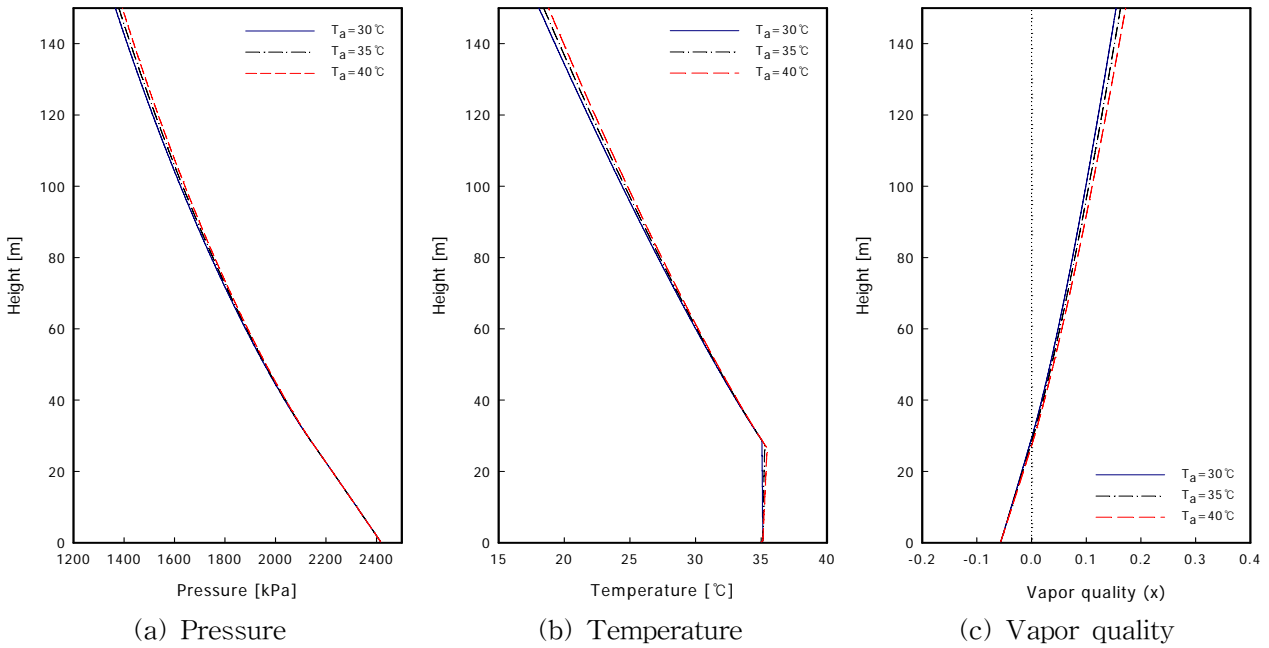 140
120
100
80
60
40
20
0
Height [m]
1200 1400 1600 1800 2000 2200 2400
Pressure [kPa]
Tₐ=30℃
Tₐ=35℃
Tₐ=40℃
(a) Pressure
140
120
100
80
60
40
20
0
Height [m]
15 20 25 30 35 40
Temperature [℃]
Tₐ=30℃
Tₐ=35℃
Tₐ=40℃
(b) Temperature
140
120
100
80
60
40
20
0
Height [m]
-0.2 -0.1 0.0 0.1 0.2 0.3 0.4
Vapor quality (x)
Tₐ=30℃
Tₐ=35℃
Tₐ=40℃
(c) Vapor quality